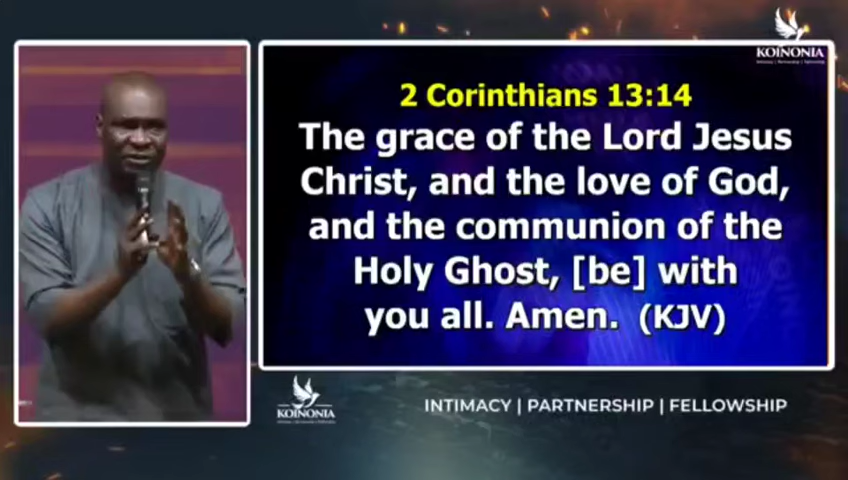 KOINONIA
2 Corinthians 13:14
The grace of the Lord Jesus
Christ, and the love of God,
and the communion of the
Holy Ghost, [be] with
you all. Amen. (KJV)
KOINONIA
INTIMACY | PARTNERSHIP | FELLOWSHIP